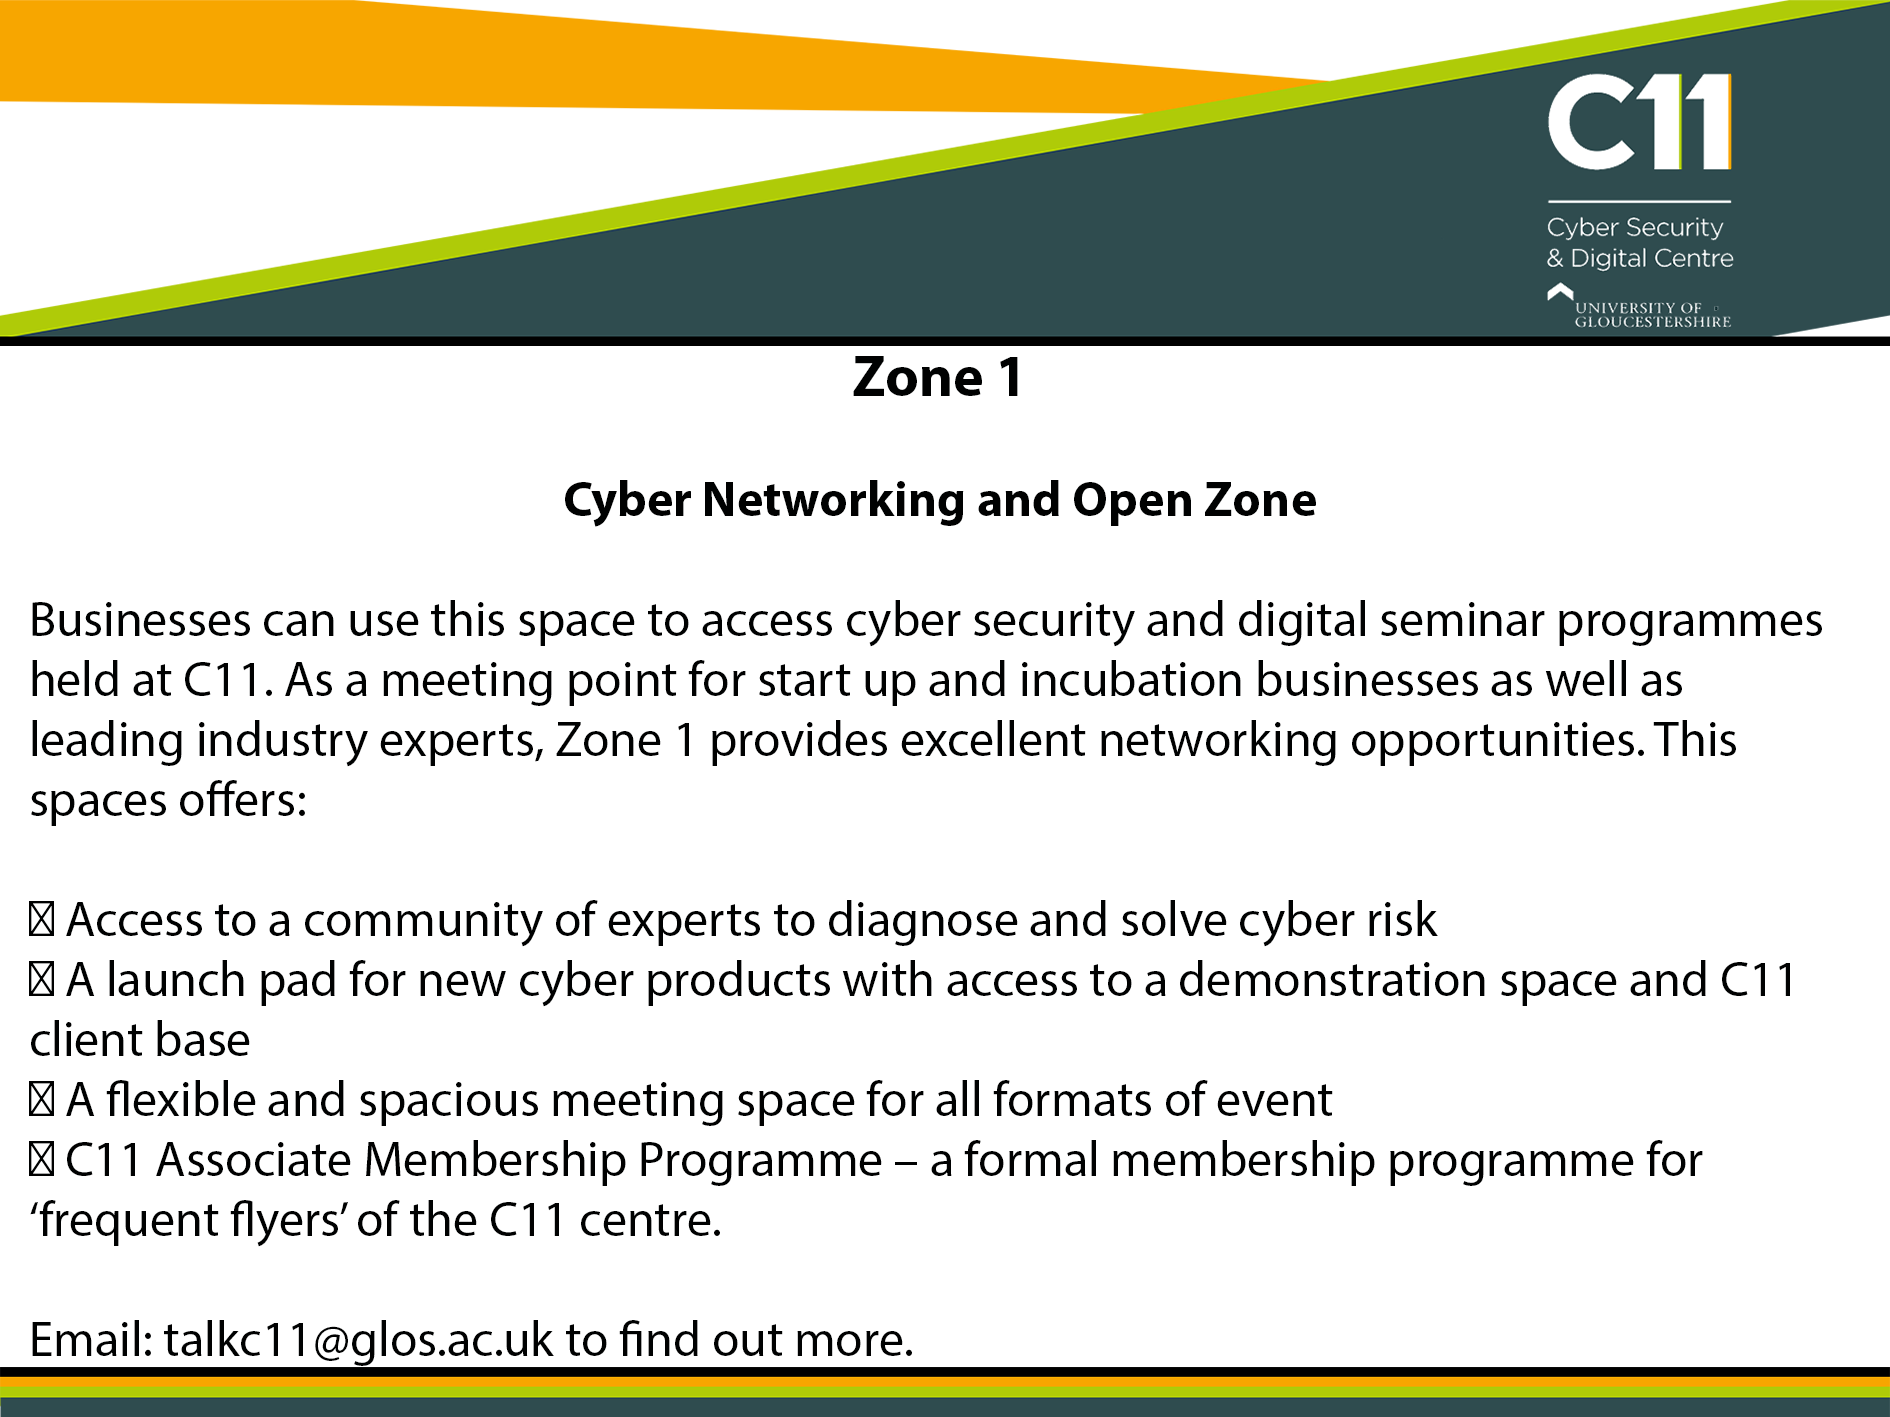 C11
Cyber Security
& Digital Centre
UNIVERSITY OF
GLOUCESTERSHIRE
Zone 1
Cyber Networking and Open Zone
Businesses can use this space to access cyber security and digital seminar programmes
held at C11. As a meeting point for start up and incubation businesses as well as
leading industry experts, Zone 1 provides excellent networking opportunities. This
spaces offers:
Access to a community of experts to diagnose and solve cyber risk
A launch pad for new cyber products with access to a demonstration space and C11
client base
A flexible and spacious meeting space for all formats of event
C11 Associate Membership Programme – a formal membership programme for
‘frequent flyers’ of the C11 centre.
Email: talkc11@glos.ac.uk to find out more.